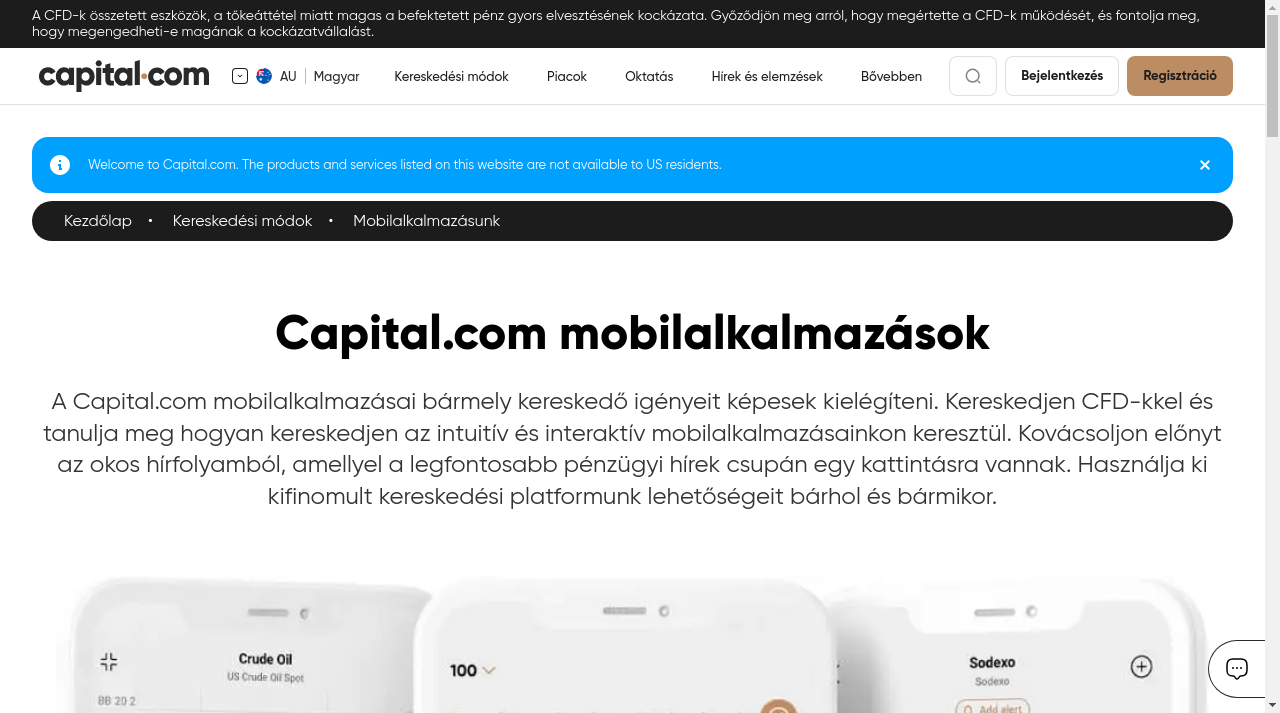 A CFD-k összetett eszközök, a tőkeáttétel miatt magas a befektetett pénz gyors elvesztésének kockázata. Győződjön meg arról, hogy megértette a CFD-k működését, és fontolja meg,
hogy megengedheti-e magának a kockázatvállalást.
capital.com
AU
Magyar
Kereskedési módok
Piacok
Oktatás
Hírek és elemzések
Bővebben
Bejelentkezés
Regisztráció
Welcome to Capital.com. The products and services listed on this website are not available to US residents.
Kezdőlap • Kereskedési módok • Mobilalkalmazásunk
Capital.com mobilalkalmazások
A Capital.com mobilalkalmazásai bármely kereskedő igényeit képesek kielégíteni. Kereskedjen CFD-kkel és
tanulja meg hogyan kereskedjen az intuitív és interaktív mobilalkalmazásainkon keresztül. Kovácsoljon előnyt
az okos hírfolyamból, amellyel a legfontosabb pénzügyi hírek csupán egy kattintásra vannak. Használja ki
kifinomult kereskedési platformunk lehetőségeit bárhol és bármikor.
Crude Oil
US Crude Oil Spot
BB 20 2
100
Sodexo
Sodexo
Add alert